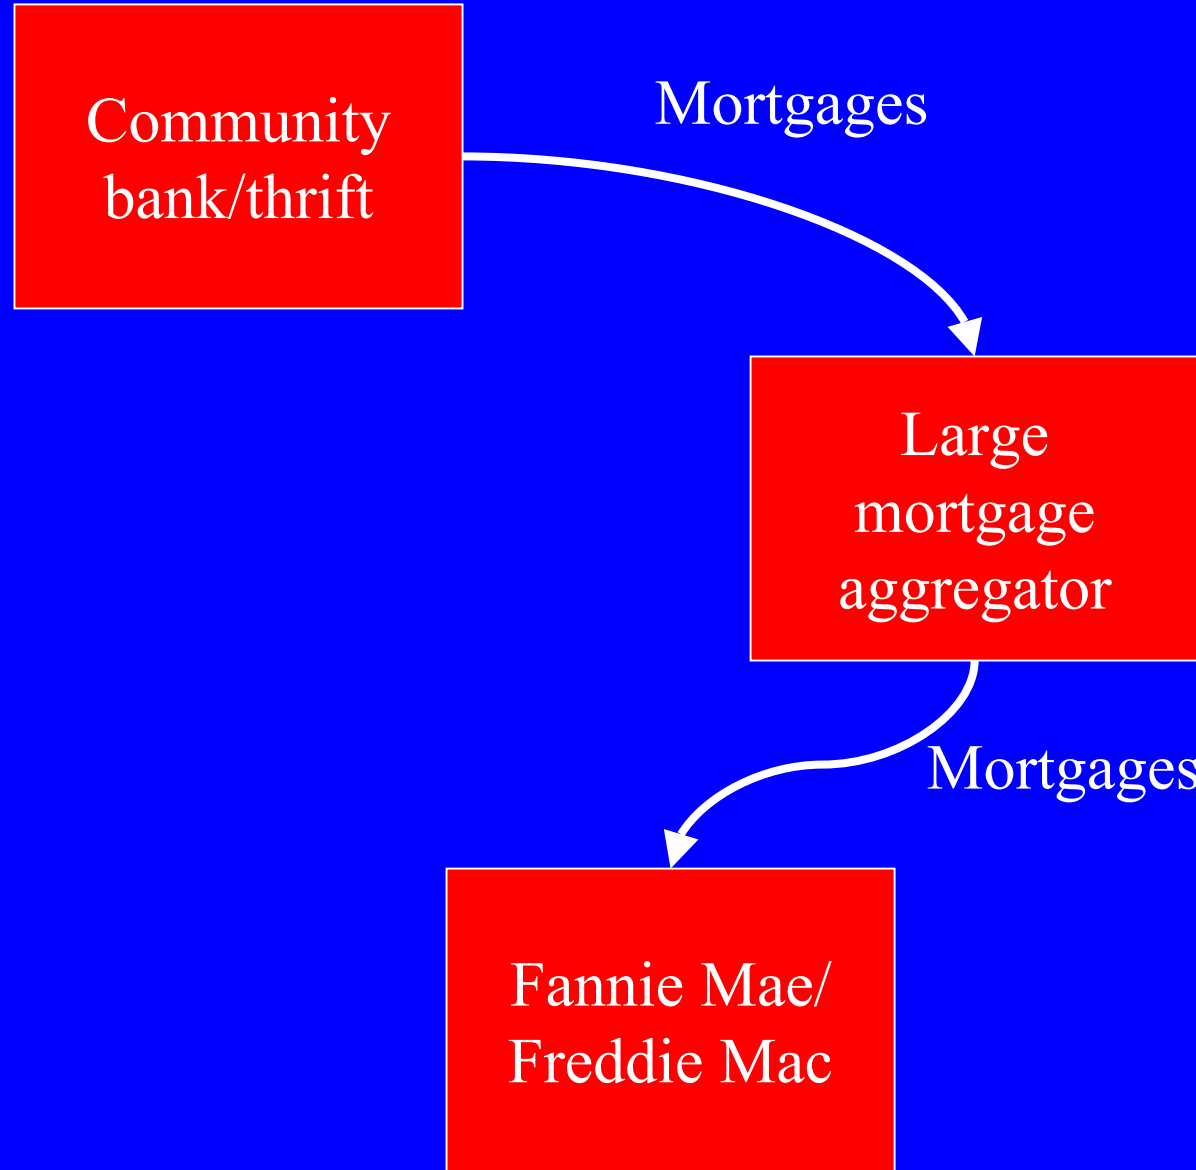 Community
bank/thrift
Mortgages
Large
mortgage
aggregator
Mortgages
Fannie Mae/
Freddie Mac